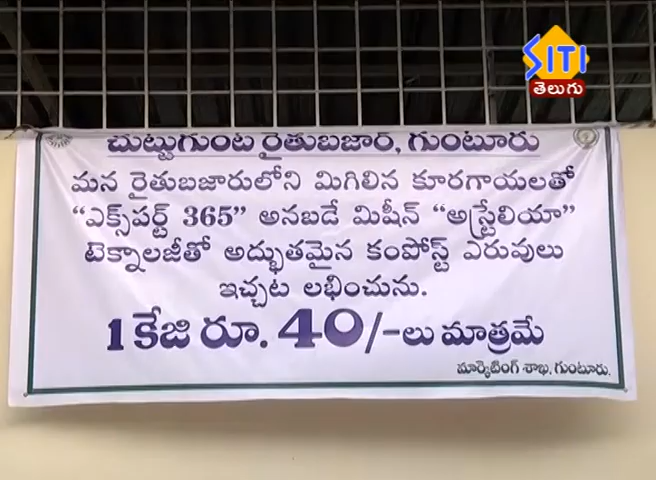 SITI
తెలుగు
చుట్టుగుంట రైతుబజార్, గుంటూరు
మన రైతుబజారులోని మిగిలిన కూరగాయలతో
“ఎక్స్‌పర్ట్ 365” అనబడే మిషీన్ “అస్ట్రేలియా”
టెక్నాలజీతో అద్భుతమైన కంపోస్ట్ ఎరువులు
ఇచ్చట లభించును.
1 కేజి రూ. 40/-లు మాత్రమే
మార్కెటింగ్ శాఖ, గుంటూరు.